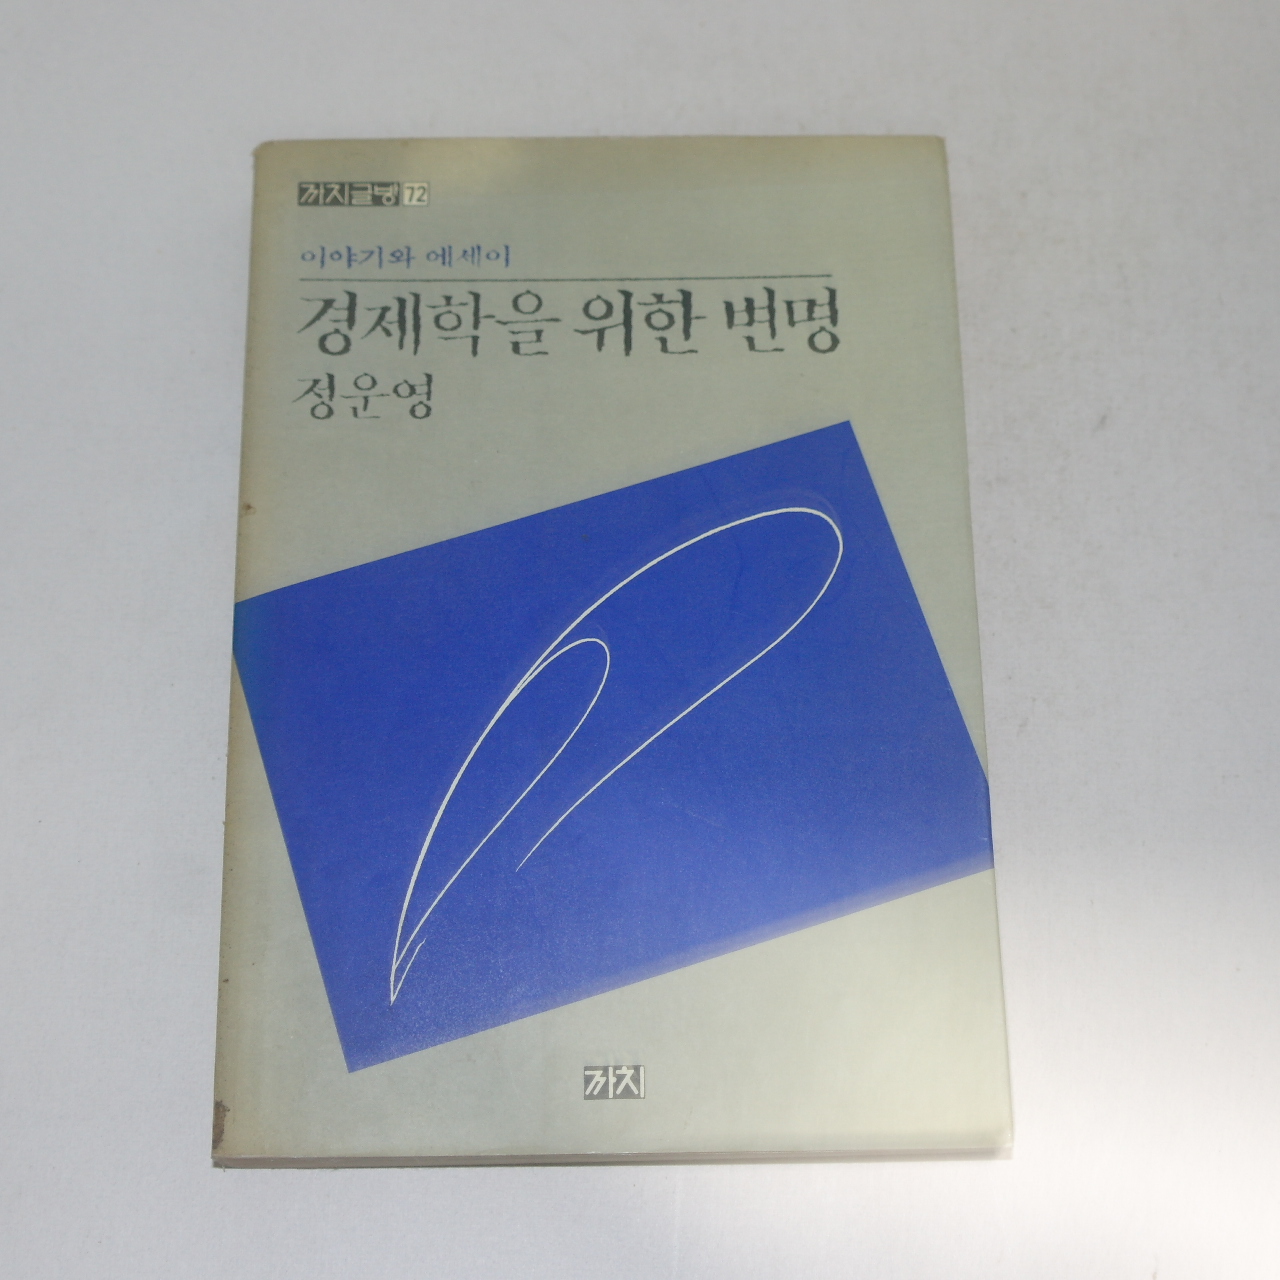 까치글방 72
이야기와 에세이
경제학을 위한 변명
정운영
까치